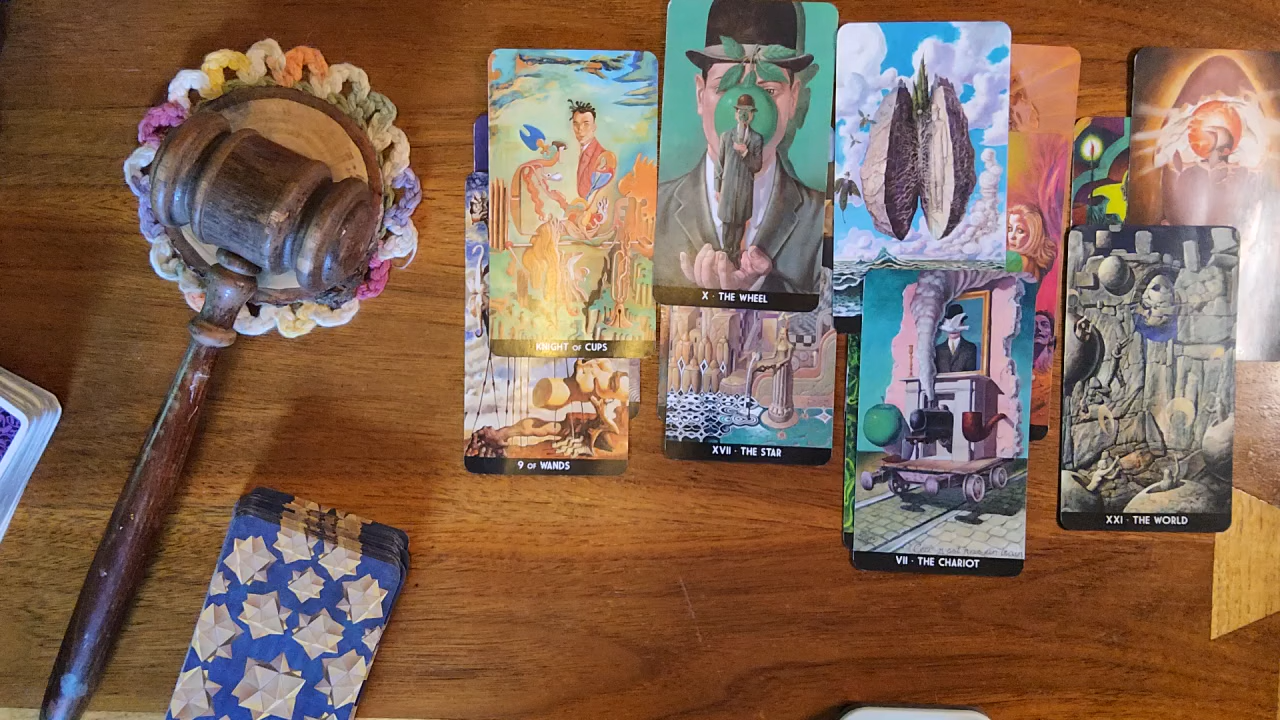 KNIGHT OF CUPS
X · THE WHEEL
9 OF WANDS
XVII · THE STAR
XXI · THE WORLD
VII · THE CHARIOT